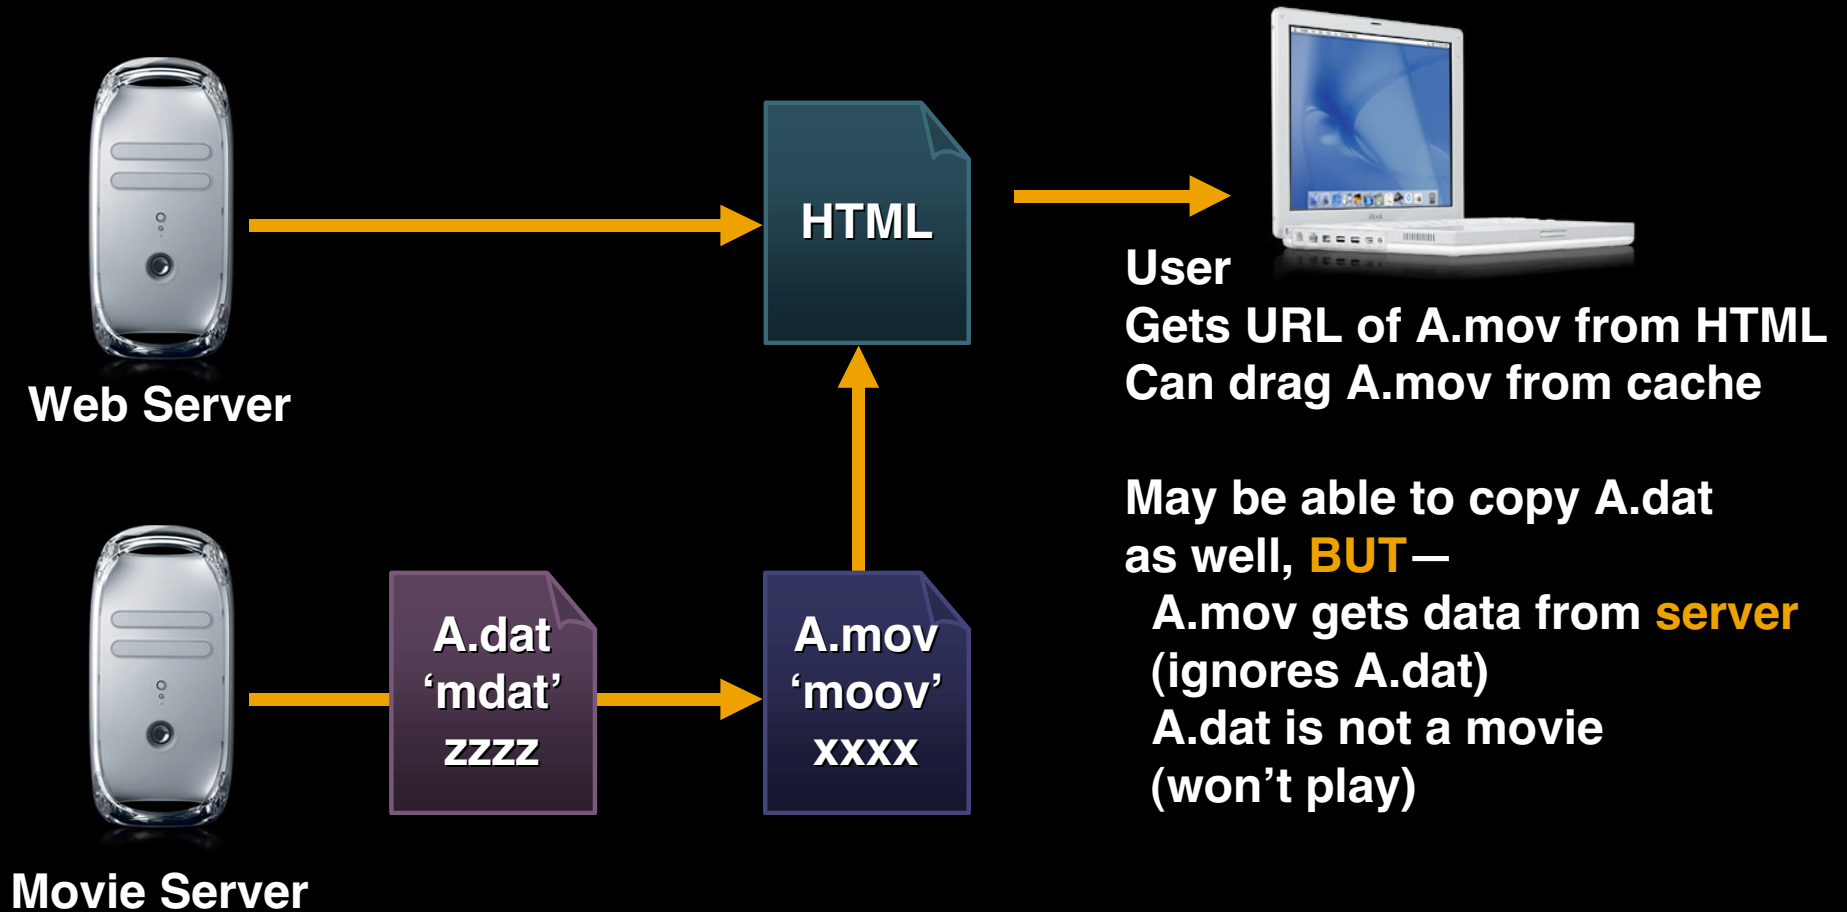 Web Server
HTML
User
Gets URL of A.mov from HTML
Can drag A.mov from cache
May be able to copy A.dat
as well, BUT—
A.mov gets data from server
(ignores A.dat)
A.dat is not a movie
(won’t play)
A.dat
‘mdat’
zzzz
A.mov
‘moov’
xxxx
Movie Server